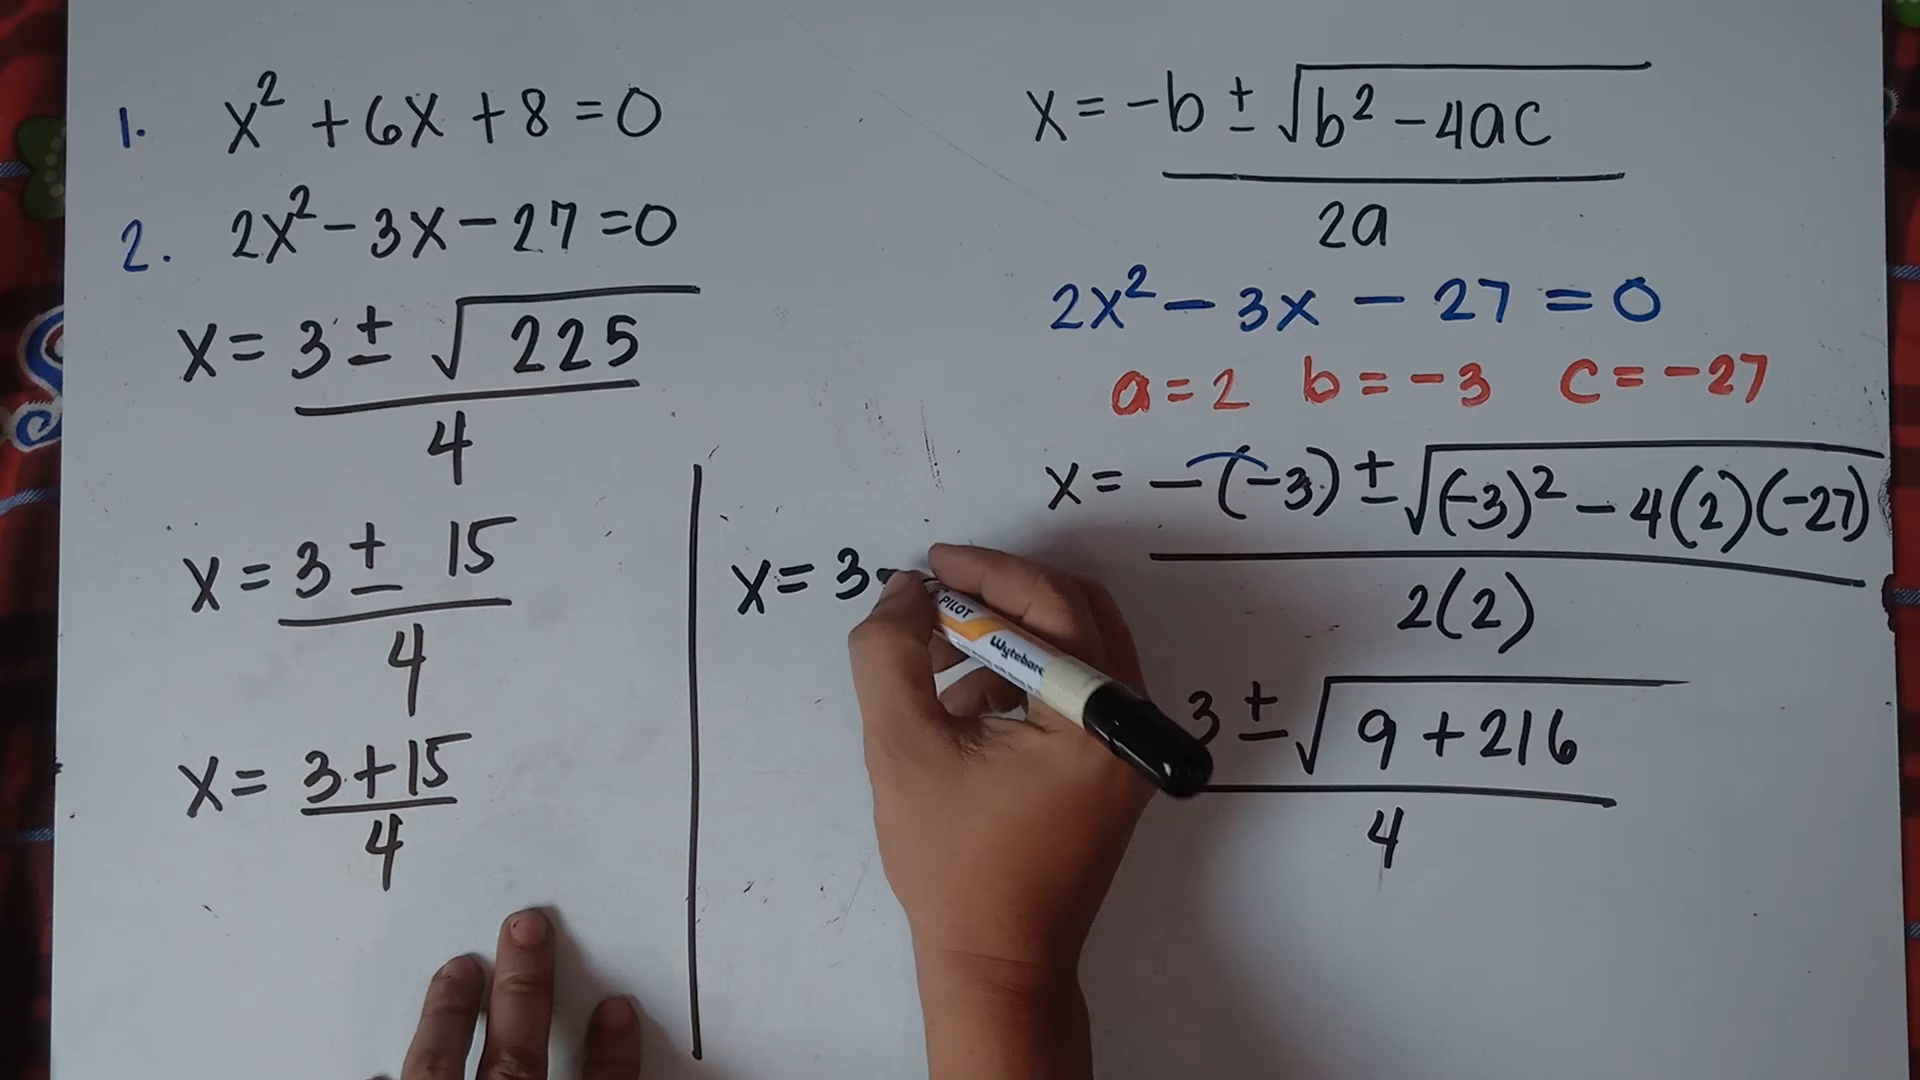 1. x² + 6x + 8 = 0
2. 2x² - 3x - 27 = 0
x = 3 ± √225
4
x = 3 ± 15
4
x = 3 + 15
4
x = 3 -
x = -b ± √b² - 4ac
2a
2x² - 3x - 27 = 0
a = 2 b = -3 c = -27
x = -(-3) ± √(-3)² - 4(2)(-27)
2(2)
3 ± √9 + 216
4
PILOT
Wytebord